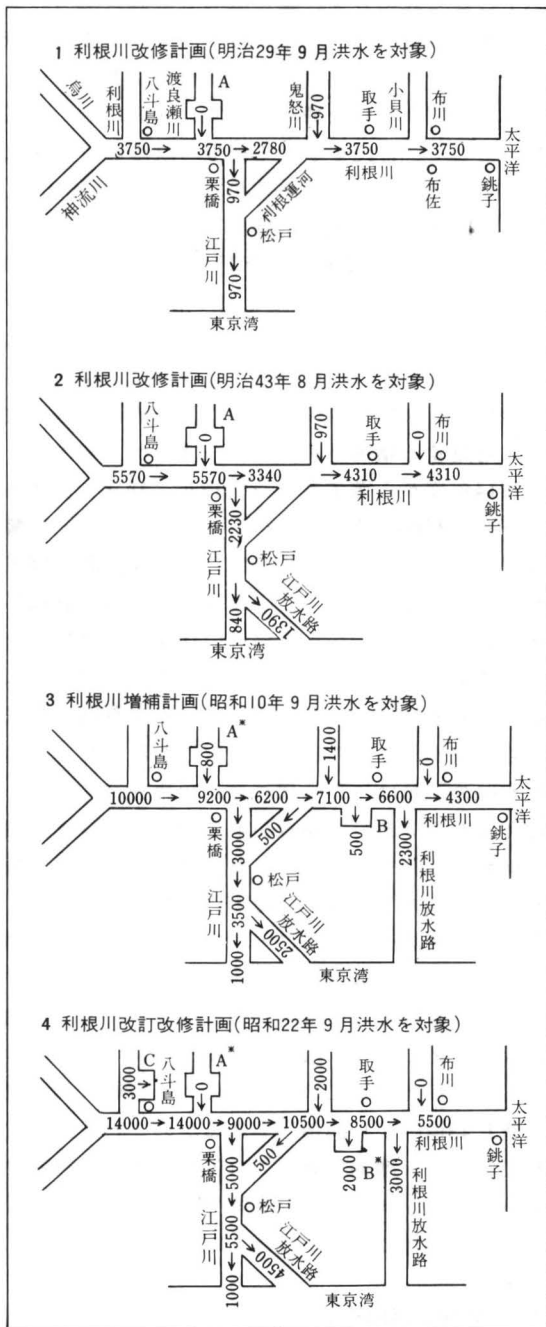 1 利根川改修計画(明治29年9月洪水を対象)
烏川
利根川
八斗島
渡良瀬川
A
鬼怒川
取手
小貝川
布川
太平洋
0
970
3750 → 3750 → 2780 → 3750 → 3750
神流川
栗橋
970
利根運河
利根川
布佐
銚子
松戸
江戸川
970
東京湾
2 利根川改修計画(明治43年8月洪水を対象)
八斗島
A
取手
布川
太平洋
0
970
0
5570 → 5570 → 3340 → 4310 → 4310
栗橋
2230
利根川
銚子
江戸川
松戸
江戸川放水路
840
1390
東京湾
3 利根川増補計画(昭和10年9月洪水を対象)
八斗島
A*
取手
布川
太平洋
800
1400
0
10000 → 9200 → 6200 → 7100 → 6600 → 4300
栗橋
3000
500
500
B
2300
利根川
銚子
松戸
江戸川
3500
江戸川放水路
2500
利根川放水路
1000
東京湾
4 利根川改訂改修計画(昭和22年9月洪水を対象)
C
八斗島
A*
取手
布川
太平洋
3000
0
2000
0
14000 → 14000 → 9000 → 10500 → 8500 → 5500
栗橋
5000
500
2000
B*
3000
利根川
銚子
松戸
江戸川
5500
江戸川放水路
4500
利根川放水路
1000
東京湾